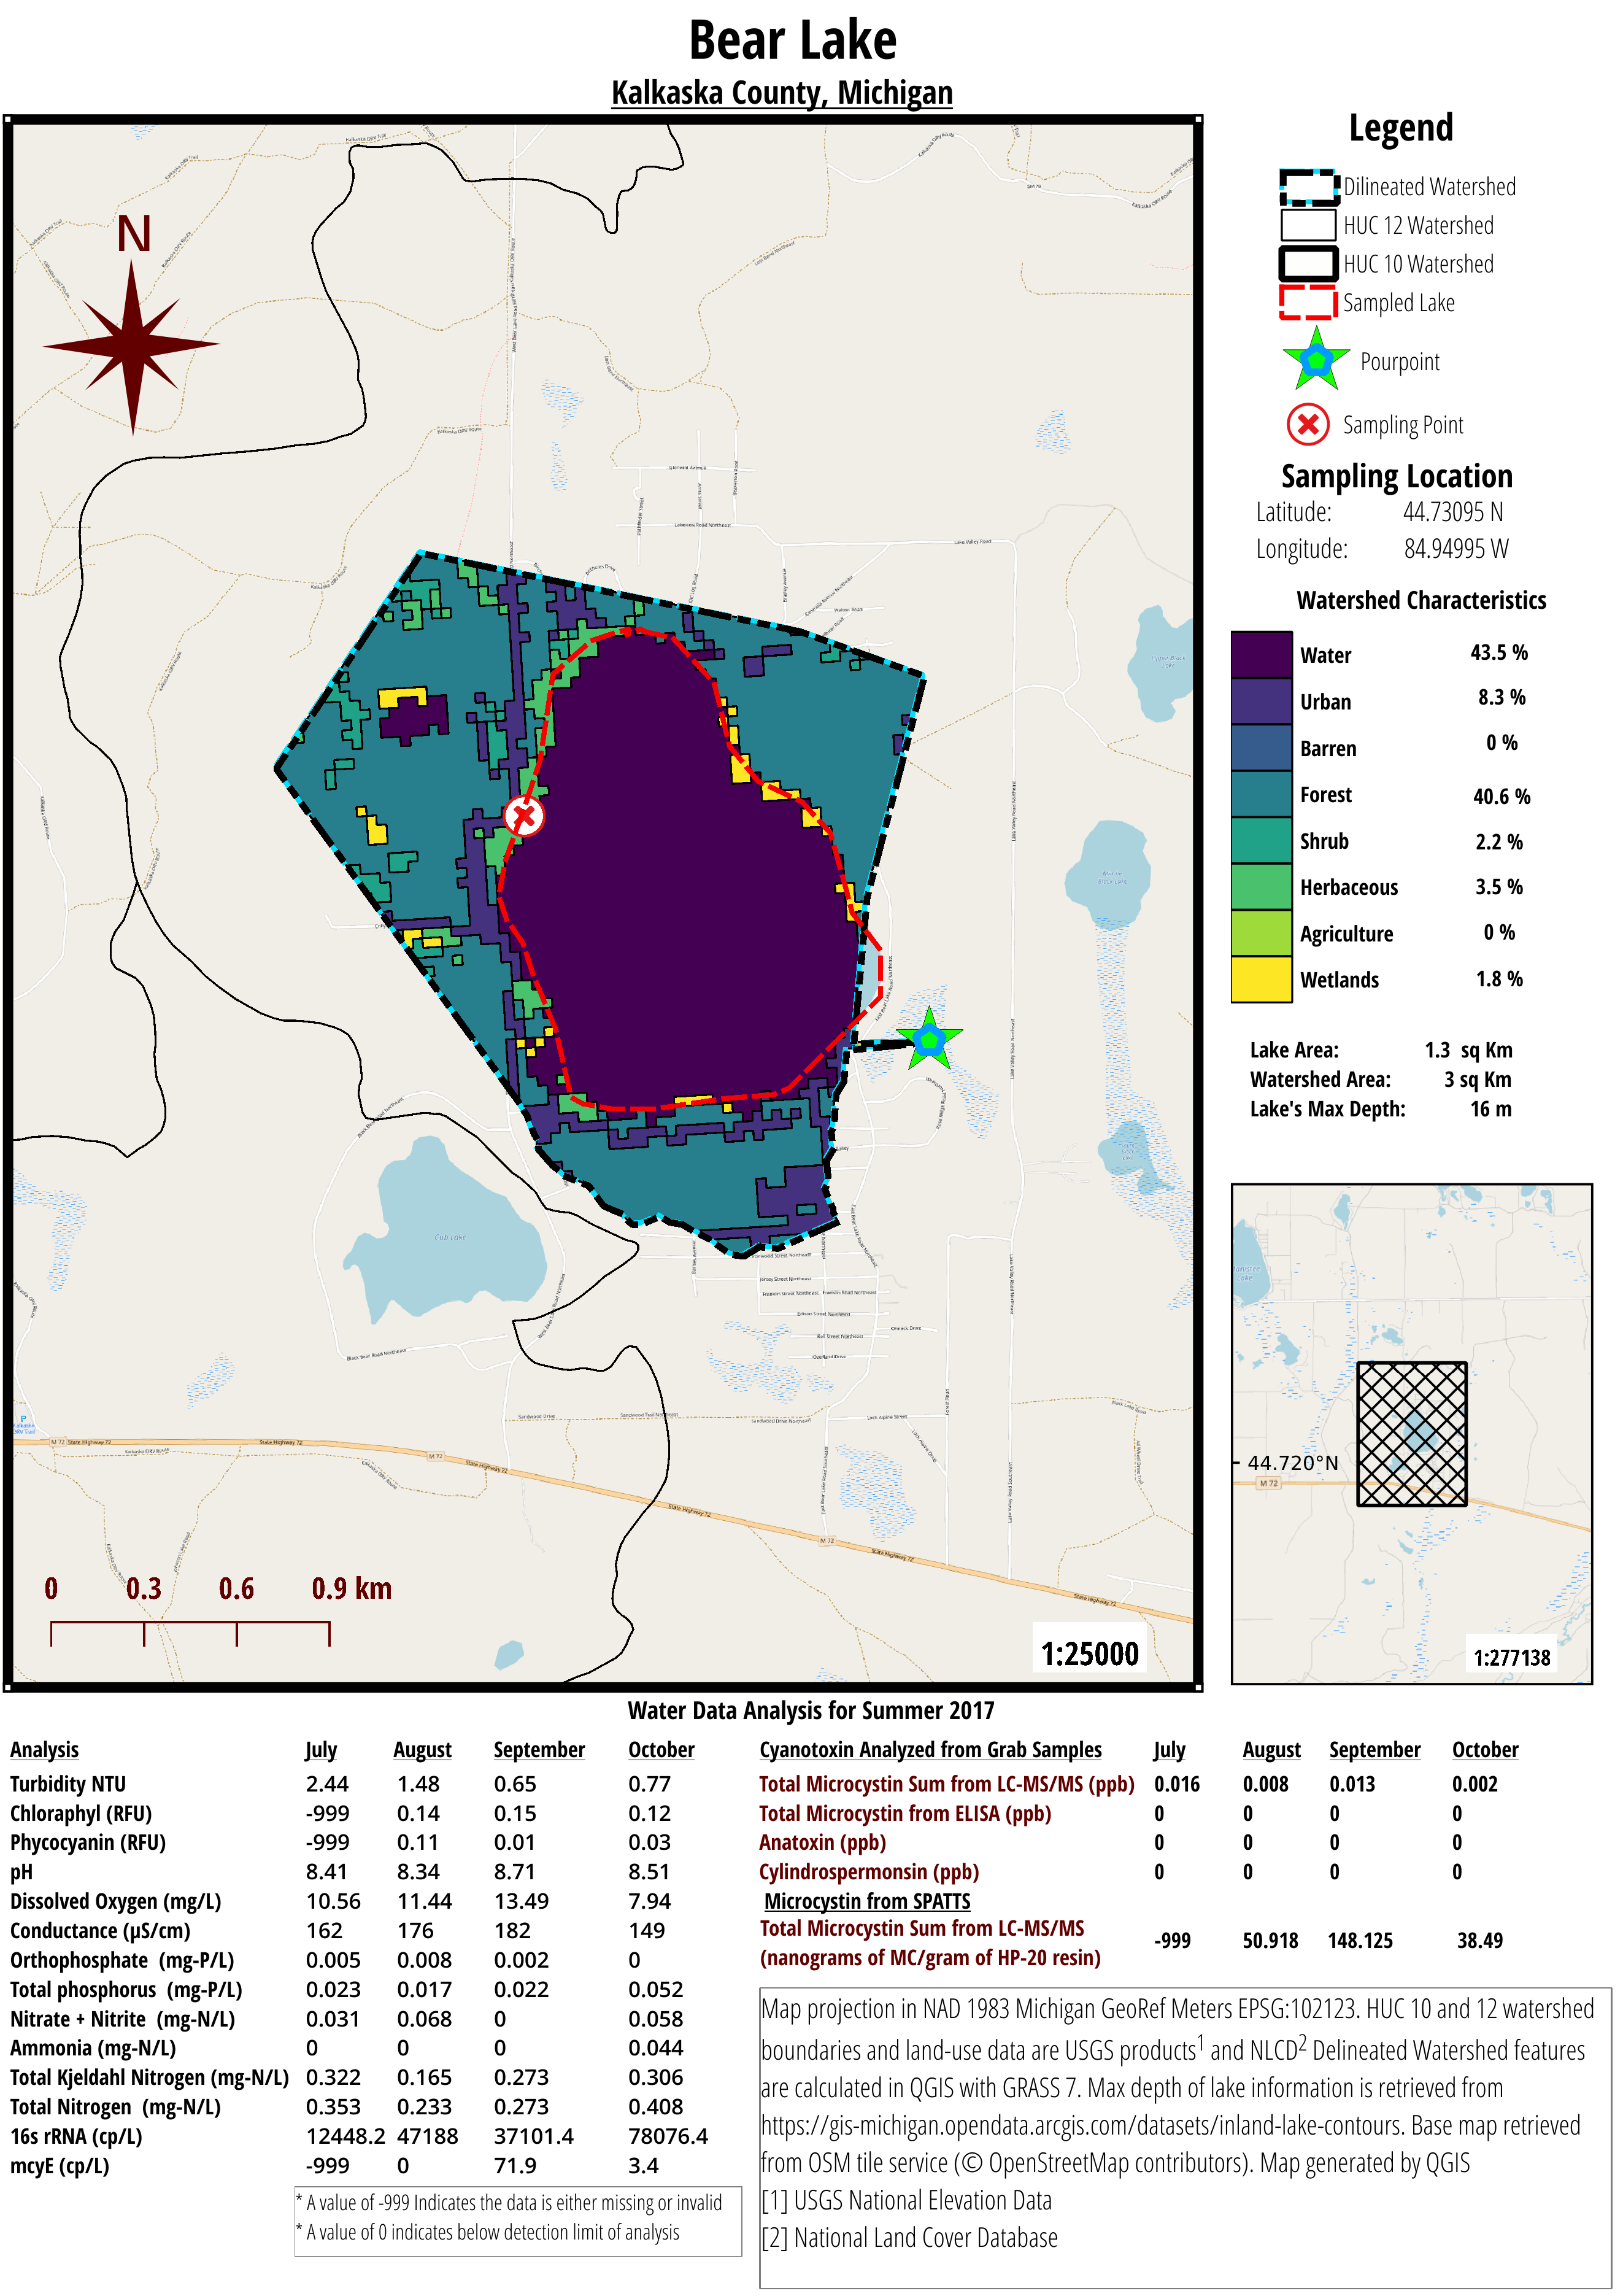 Bear Lake
Kalkaska County, Michigan
N
Lake Valley Road
Cub Lake
State Highway 72
M 72
0 0.3 0.6 0.9 km
1:25000
Legend
Dilineated Watershed
HUC 12 Watershed
HUC 10 Watershed
Sampled Lake
Pourpoint
Sampling Point
Sampling Location
Latitude: 44.73095 N
Longitude: 84.94995 W
Watershed Characteristics
Water 43.5 %
Urban 8.3 %
Barren 0 %
Forest 40.6 %
Shrub 2.2 %
Herbaceous 3.5 %
Agriculture 0 %
Wetlands 1.8 %
Lake Area: 1.3 sq Km
Watershed Area: 3 sq Km
Lake's Max Depth: 16 m
44.720°N
M 72
1:277138
Water Data Analysis for Summer 2017
Analysis July August September October
Turbidity NTU 2.44 1.48 0.65 0.77
Chloraphyl (RFU) -999 0.14 0.15 0.12
Phycocyanin (RFU) -999 0.11 0.01 0.03
pH 8.41 8.34 8.71 8.51
Dissolved Oxygen (mg/L) 10.56 11.44 13.49 7.94
Conductance (µS/cm) 162 176 182 149
Orthophosphate (mg-P/L) 0.005 0.008 0.002 0
Total phosphorus (mg-P/L) 0.023 0.017 0.022 0.052
Nitrate + Nitrite (mg-N/L) 0.031 0.068 0 0.058
Ammonia (mg-N/L) 0 0 0 0.044
Total Kjeldahl Nitrogen (mg-N/L) 0.322 0.165 0.273 0.306
Total Nitrogen (mg-N/L) 0.353 0.233 0.273 0.408
16s rRNA (cp/L) 12448.2 47188 37101.4 78076.4
mcyE (cp/L) -999 0 71.9 3.4
* A value of -999 Indicates the data is either missing or invalid
* A value of 0 indicates below detection limit of analysis
Cyanotoxin Analyzed from Grab Samples July August September October
Total Microcystin Sum from LC-MS/MS (ppb) 0.016 0.008 0.013 0.002
Total Microcystin from ELISA (ppb) 0 0 0 0
Anatoxin (ppb) 0 0 0 0
Cylindrospermonsin (ppb) 0 0 0 0
Microcystin from SPATTS
Total Microcystin Sum from LC-MS/MS
(nanograms of MC/gram of HP-20 resin) -999 50.918 148.125 38.49
Map projection in NAD 1983 Michigan GeoRef Meters EPSG:102123. HUC 10 and 12 watershed
boundaries and land-use data are USGS products1 and NLCD2 Delineated Watershed features
are calculated in QGIS with GRASS 7. Max depth of lake information is retrieved from
https://gis-michigan.opendata.arcgis.com/datasets/inland-lake-contours. Base map retrieved
from OSM tile service (© OpenStreetMap contributors). Map generated by QGIS
[1] USGS National Elevation Data
[2] National Land Cover Database